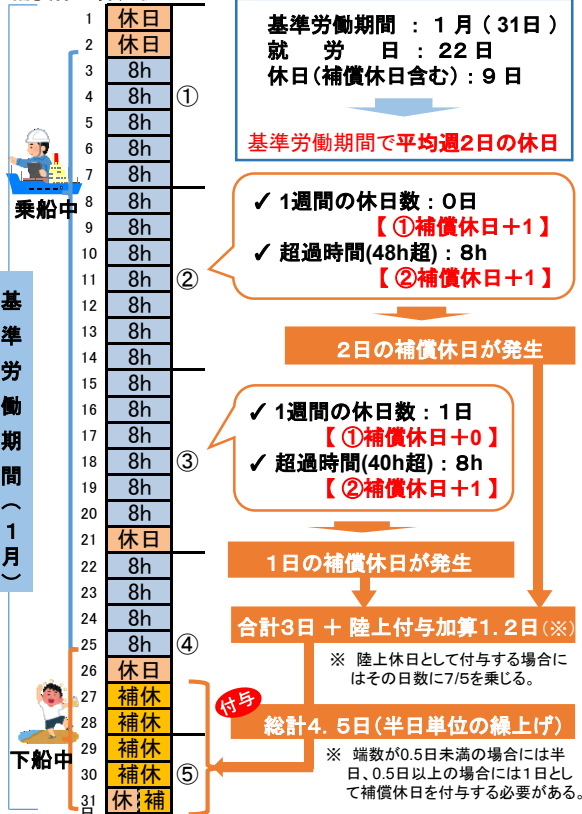 基準労働期間 : 1月(31日)
就労日 : 22日
休日(補償休日含む):9日
基準労働期間で平均週2日の休日
基準労働期間(1月)
乗船中
下船中
1 休日
2 休日
3 8h
4 8h ①
5 8h
6 8h
7 8h
8 8h
9 8h
10 8h
11 8h ②
12 8h
13 8h
14 8h
15 8h
16 8h
17 8h
18 8h ③
19 8h
20 8h
21 休日
22 8h
23 8h
24 8h
25 8h ④
26 休日
27 補休
28 補休
29 補休
30 補休 ⑤
31 休 補
日
✓ 1週間の休日数:0日
【 ①補償休日+1 】
✓ 超過時間(48h超):8h
【 ②補償休日+1 】
2日の補償休日が発生
✓ 1週間の休日数:1日
【 ①補償休日+0 】
✓ 超過時間(40h超):8h
【 ②補償休日+1 】
1日の補償休日が発生
合計3日 + 陸上付与加算1.2日(※)
※ 陸上休日として付与する場合に
はその日数に7/5を乗じる。
付与
総計4.5日(半日単位の繰上げ)
※ 端数が0.5日未満の場合には半
日、0.5日以上の場合には1日とし
て補償休日を付与する必要がある。